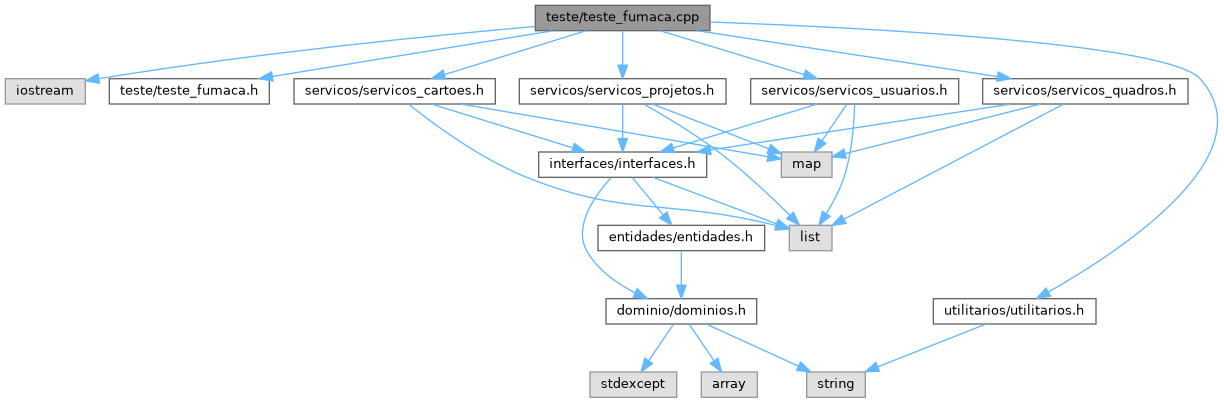 teste/teste_fumaca.cpp
iostream
teste/teste_fumaca.h
servicos/servicos_cartoes.h
servicos/servicos_projetos.h
servicos/servicos_usuarios.h
servicos/servicos_quadros.h
interfaces/interfaces.h
map
entidades/entidades.h
list
dominio/dominios.h
utilitarios/utilitarios.h
stdexcept
array
string